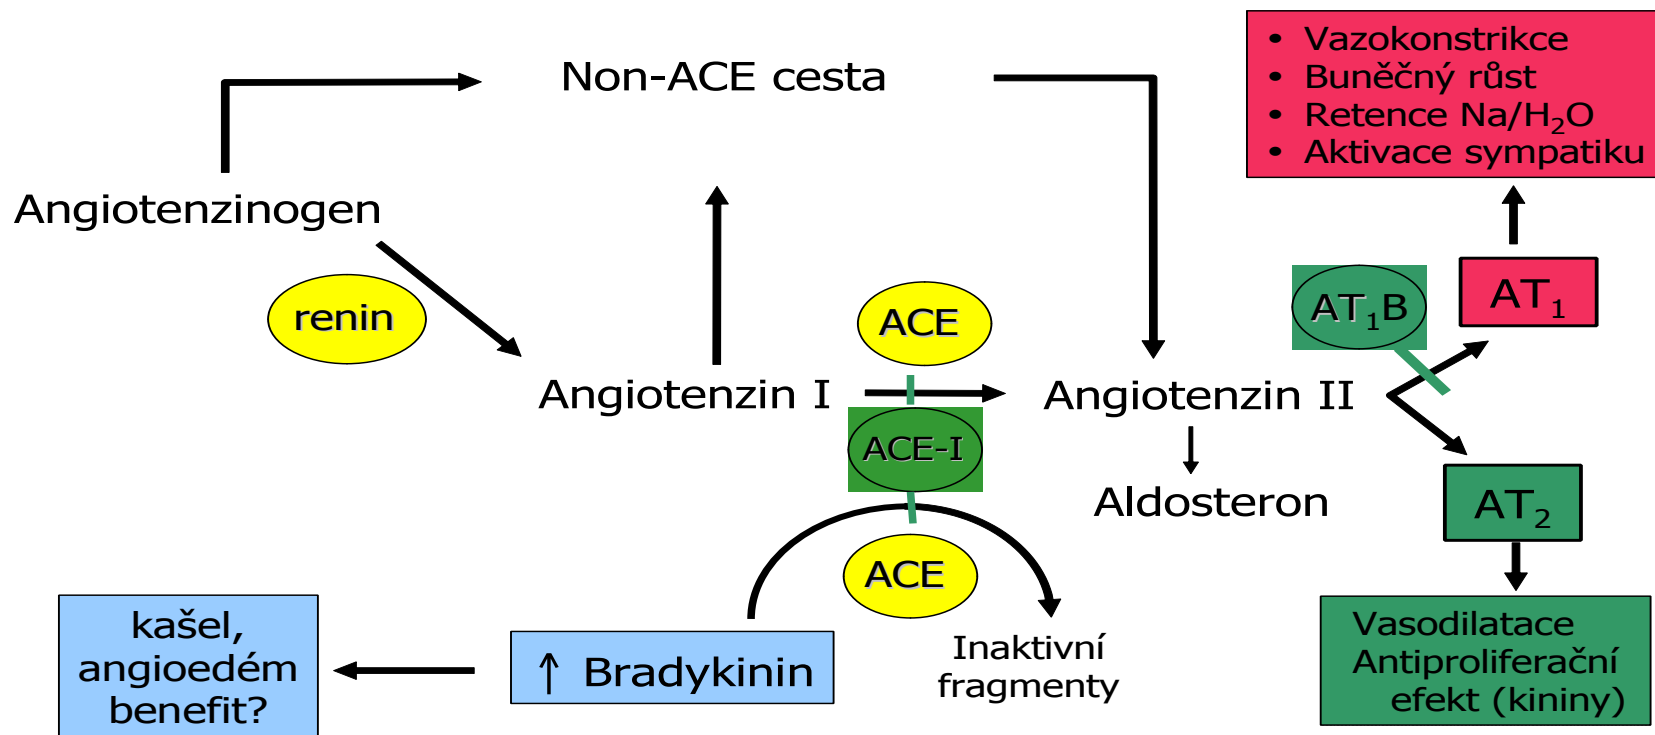 Non-ACE cesta
• Vazokonstrikce
• Buněčný růst
• Retence Na/H₂O
• Aktivace sympatiku
Angiotenzinogen
renin
ACE
AT₁B
AT₁
Angiotenzin I
Angiotenzin II
ACE-I
Aldosteron
AT₂
ACE
kašel,
angioedém
benefit?
↑ Bradykinin
Inaktivní
fragmenty
Vasodilatace
Antiproliferační
efekt (kininy)